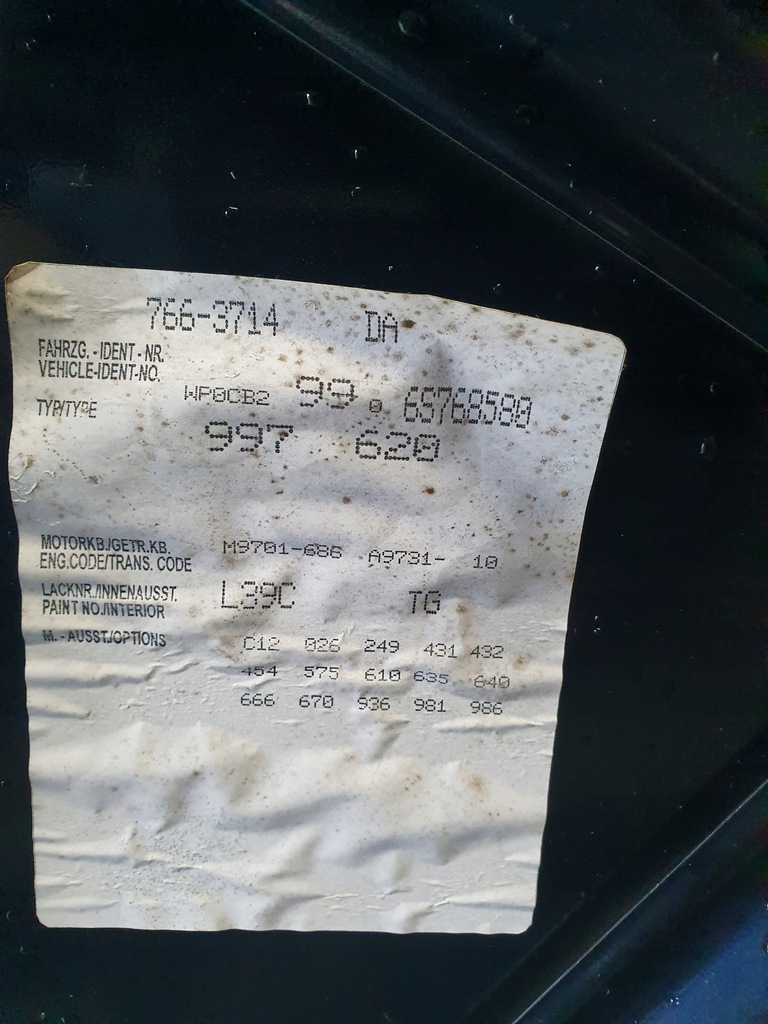 766-3714 DA
FAHRZG.-IDENT-NR.
VEHICLE-IDENT-NO.
WP0CB2 99 0 6S768580
TYP/TYPE
997 620
MOTORKB./GETR.KB.
ENG.CODE/TRANS. CODE
M9701-686 A9731- 10
LACKNR./INNENAUSST.
PAINT NO./INTERIOR
L39C TG
M.-AUSST./OPTIONS
C12 026 249 431 432
454 575 610 635 640
666 670 936 981 986